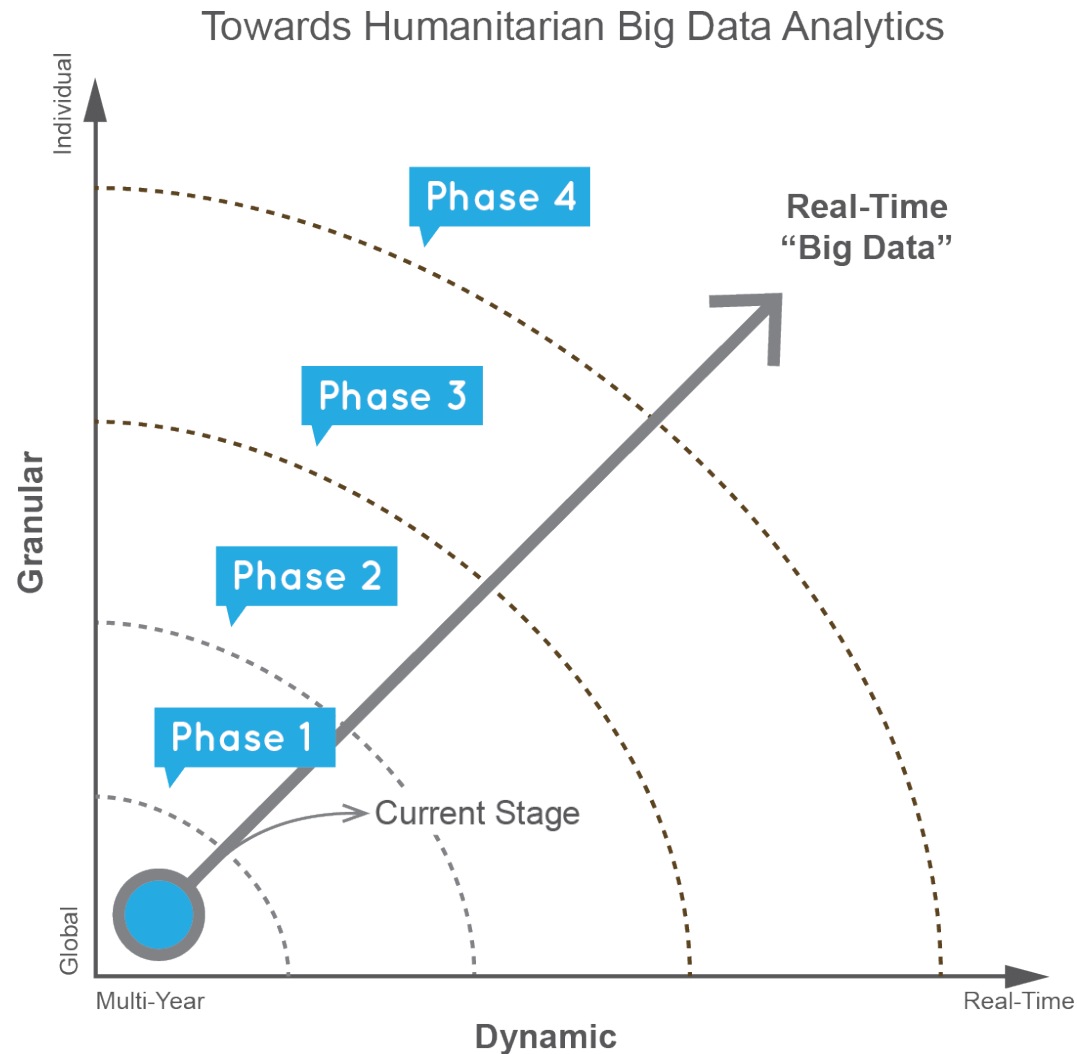 Towards Humanitarian Big Data Analytics
Individual
Phase 4
Real-Time
“Big Data”
Phase 3
Granular
Phase 2
Phase 1
Current Stage
Global
Multi-Year
Real-Time
Dynamic